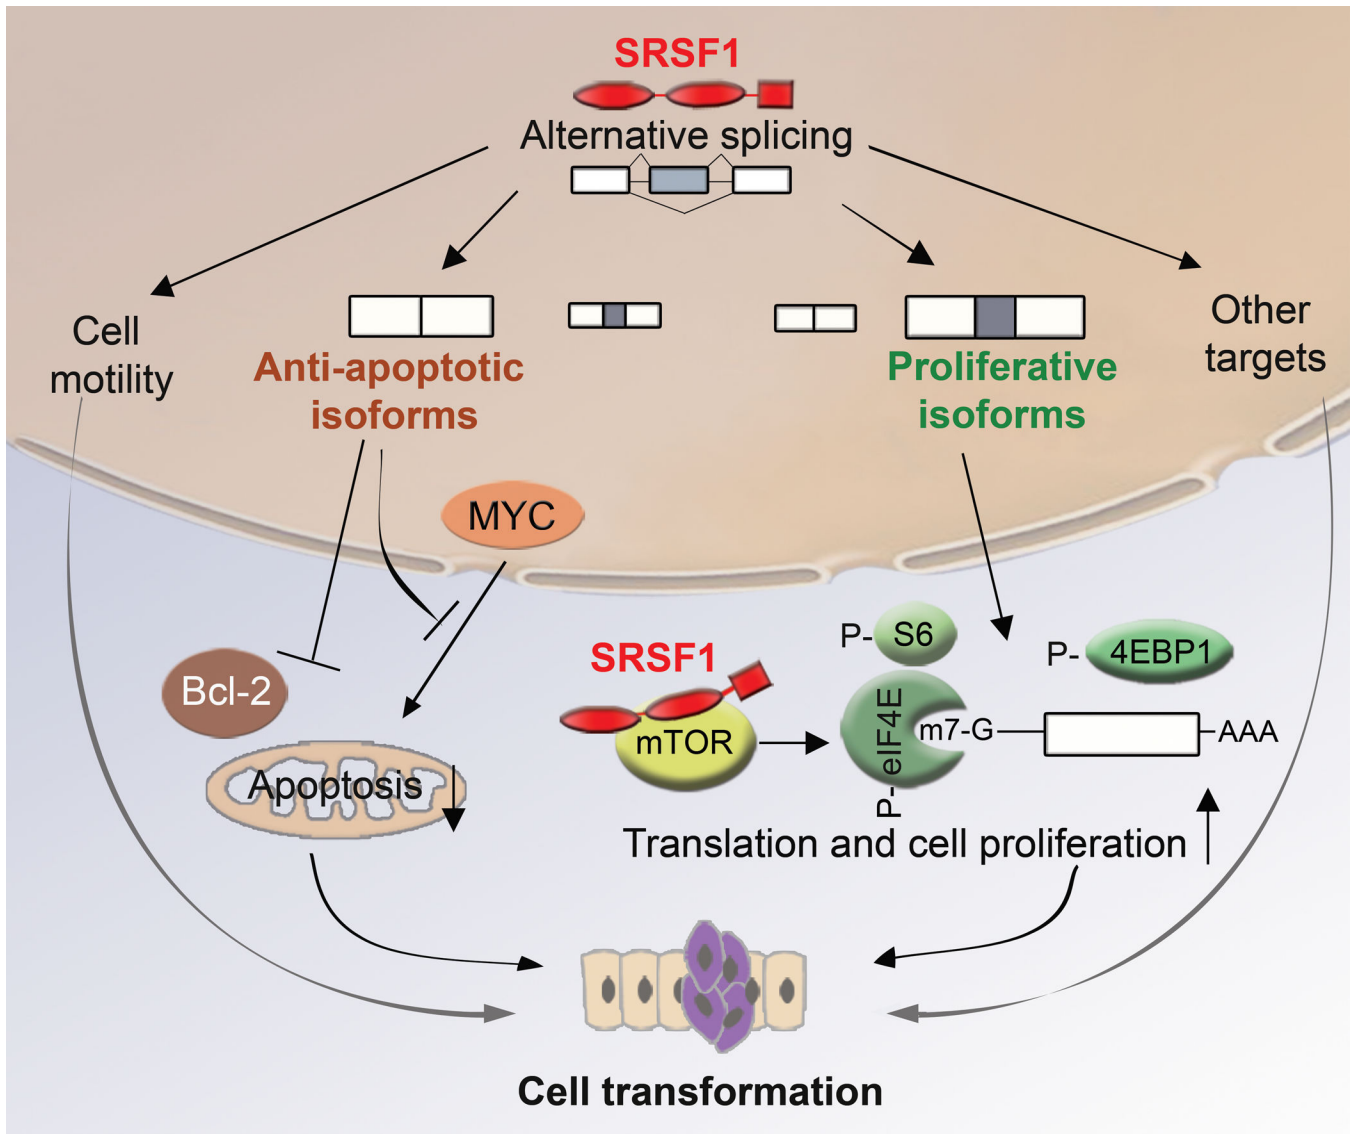 SRSF1
Alternative splicing
Cell
motility
Anti-apoptotic
isoforms
Proliferative
isoforms
Other
targets
MYC
Bcl-2
Apoptosis
SRSF1
mTOR
P- S6
P- eIF4E
m7-G
P- 4EBP1
AAA
Translation and cell proliferation
Cell transformation